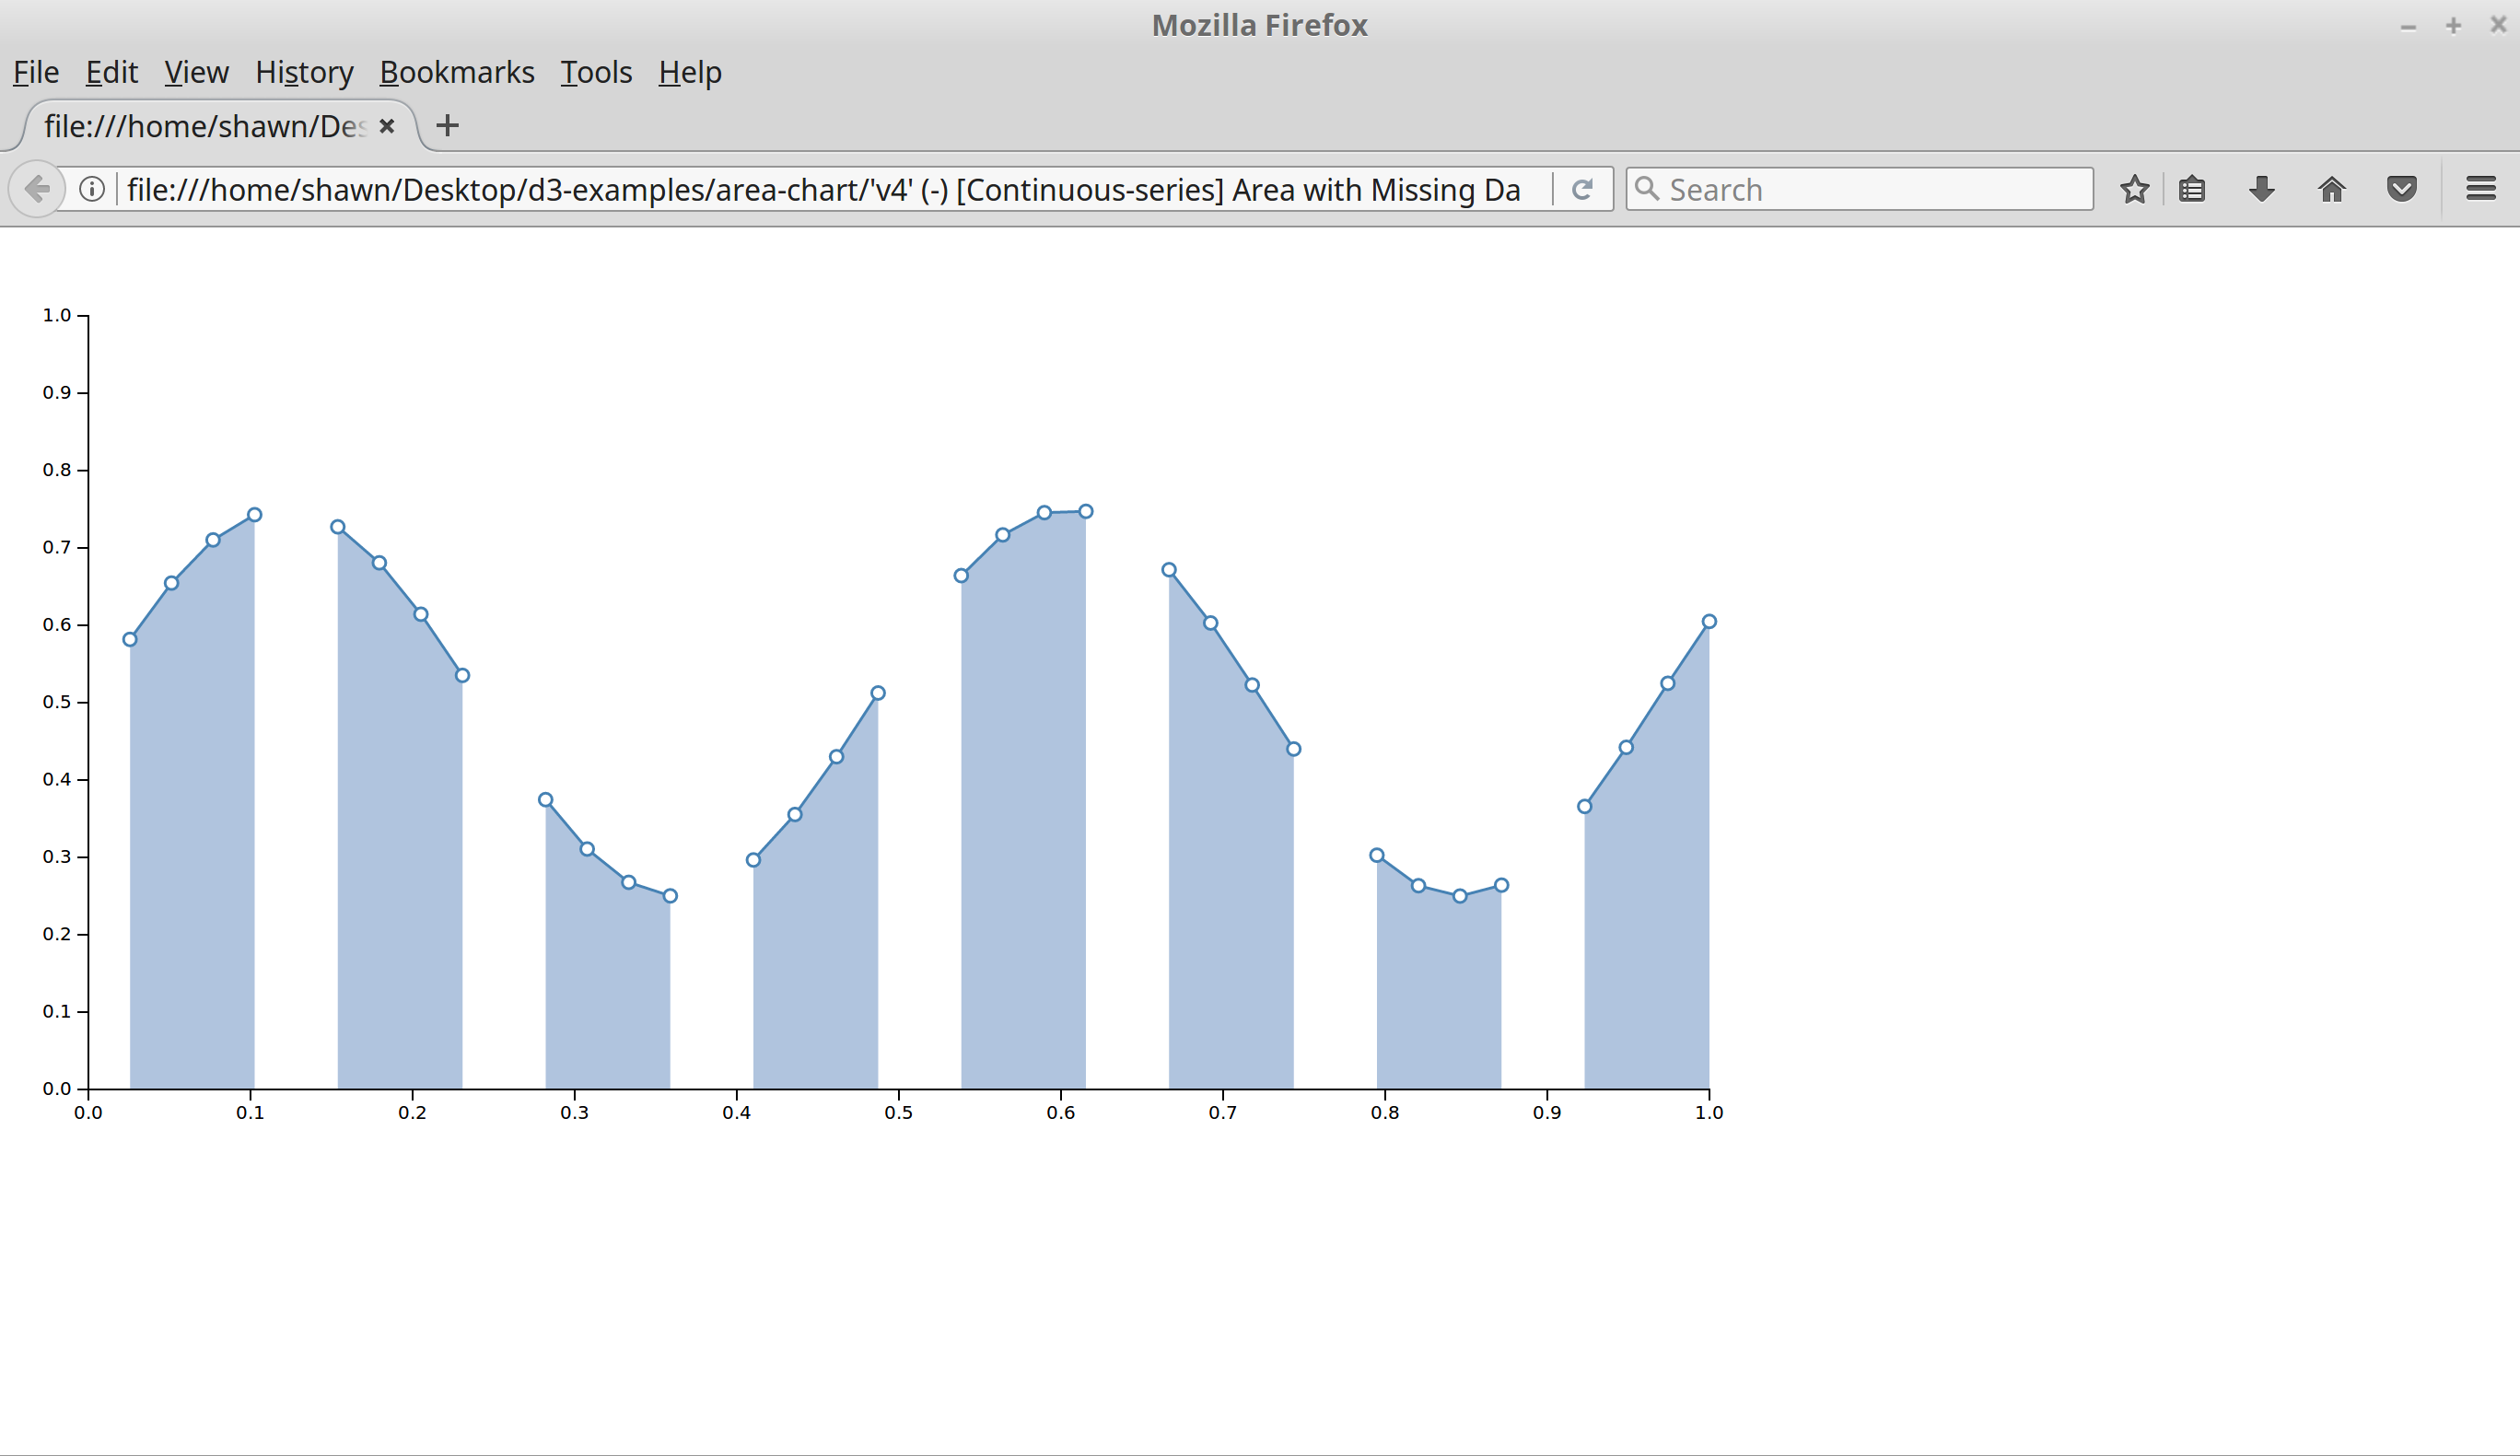 Mozilla Firefox
File Edit View History Bookmarks Tools Help
file:///home/shawn/Des
file:///home/shawn/Desktop/d3-examples/area-chart/'v4' (-) [Continuous-series] Area with Missing Da
Search
1.0
0.9
0.8
0.7
0.6
0.5
0.4
0.3
0.2
0.1
0.0
0.0 0.1 0.2 0.3 0.4 0.5 0.6 0.7 0.8 0.9 1.0